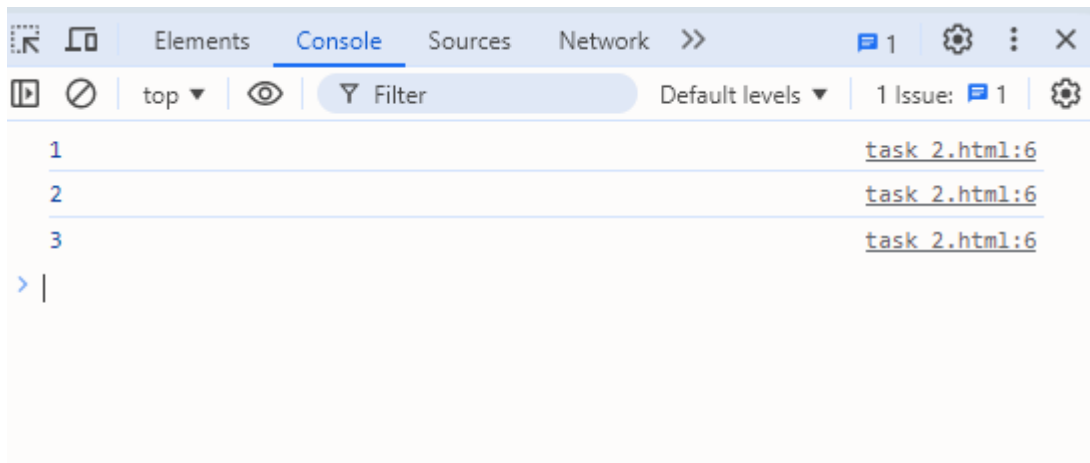 Elements Console Sources Network 1
top Filter Default levels 1 Issue: 1
1 task 2.html:6
2 task 2.html:6
3 task 2.html:6